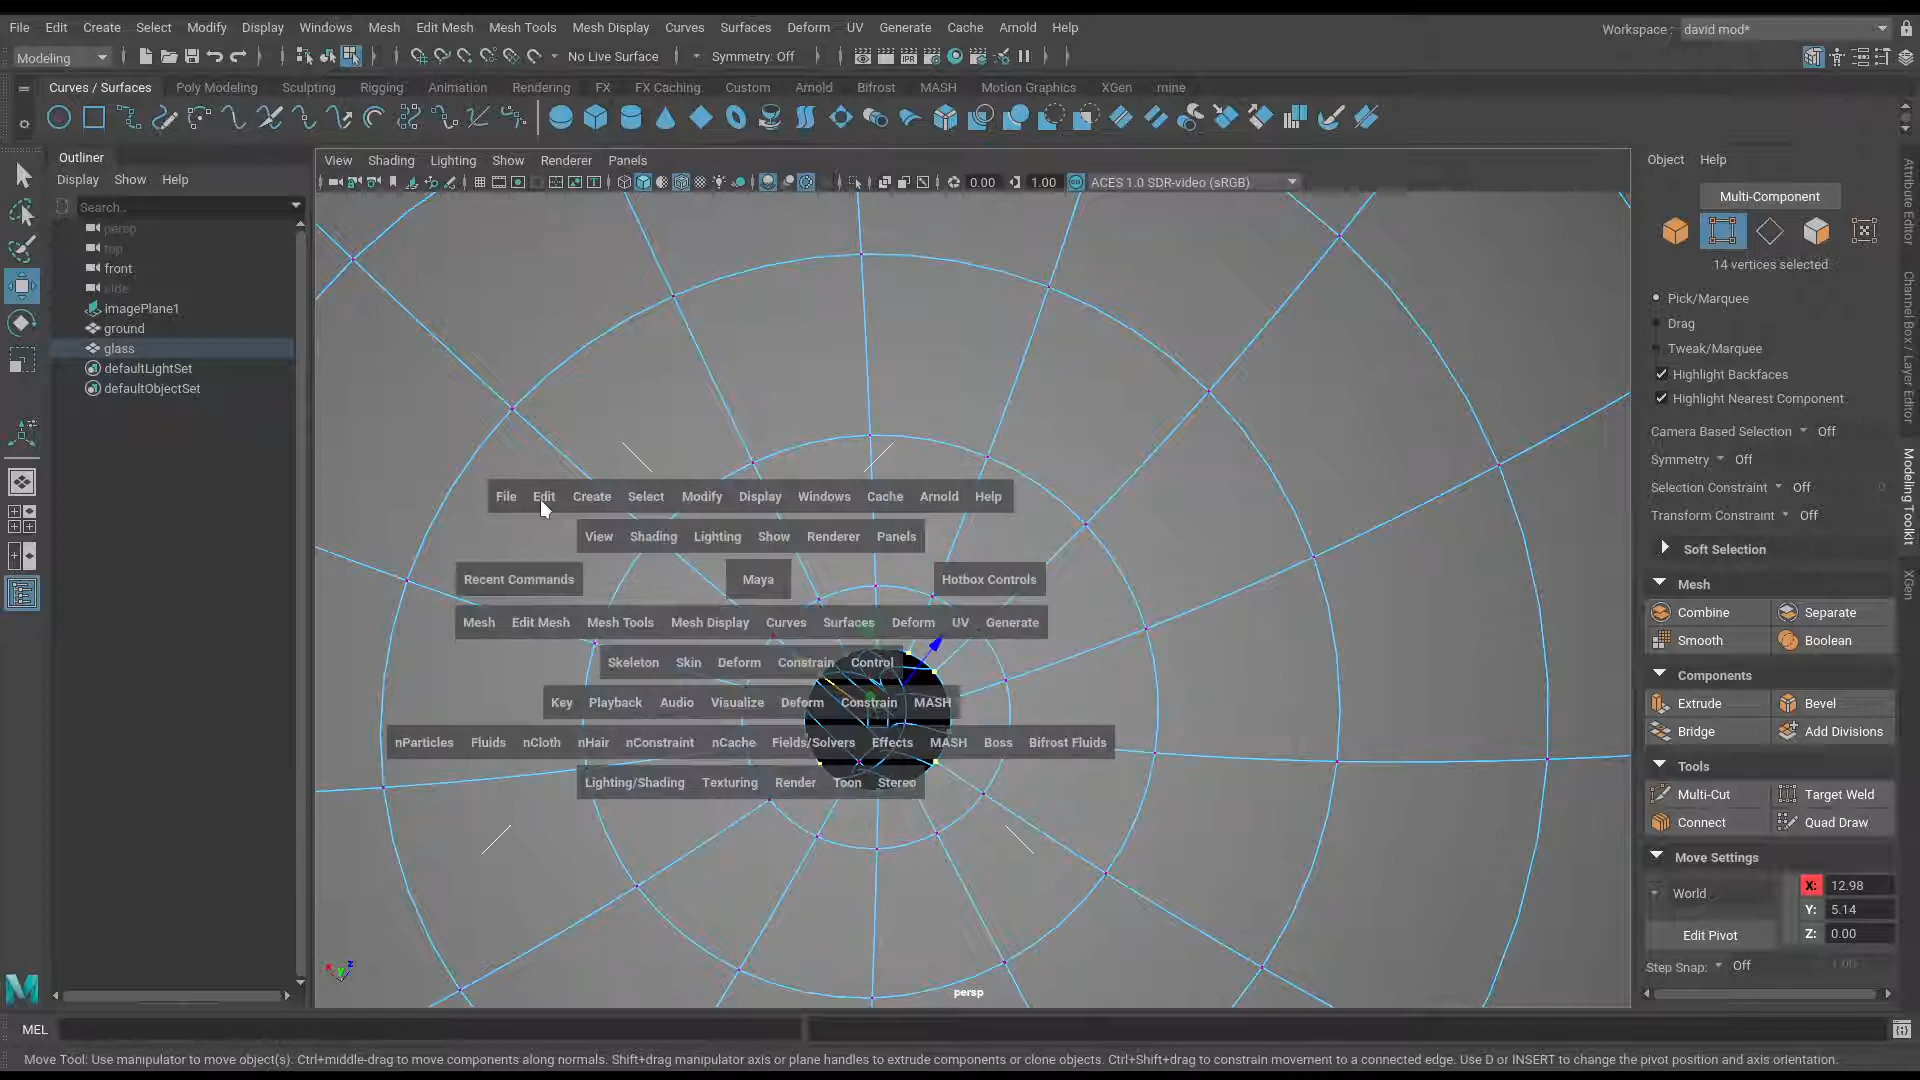 File Edit Create Select Modify Display Windows Mesh Edit Mesh Mesh Tools Mesh Display Curves Surfaces Deform UV Generate Cache Arnold Help
Workspace : david mod*
Modeling
No Live Surface
Symmetry: Off
Curves / Surfaces Poly Modeling Sculpting Rigging Animation Rendering FX FX Caching Custom Arnold Bifrost MASH Motion Graphics XGen mine
Outliner
Display Show Help
Search...
persp
top
front
side
imagePlane1
ground
glass
defaultLightSet
defaultObjectSet
View Shading Lighting Show Renderer Panels
0.00 1.00 ACES 1.0 SDR-video (sRGB)
File Edit Create Select Modify Display Windows Cache Arnold Help
View Shading Lighting Show Renderer Panels
Recent Commands Maya Hotbox Controls
Mesh Edit Mesh Mesh Tools Mesh Display Curves Surfaces Deform UV Generate
Skeleton Skin Deform Constrain Control
Key Playback Audio Visualize Deform Constrain MASH
nParticles Fluids nCloth nHair nConstraint nCache Fields/Solvers Effects MASH Boss Bifrost Fluids
Lighting/Shading Texturing Render Toon Stereo
x y z
persp
Object Help
Multi-Component
14 vertices selected
Pick/Marquee
Drag
Tweak/Marquee
Highlight Backfaces
Highlight Nearest Component
Camera Based Selection Off
Symmetry Off
Selection Constraint Off 0
Transform Constraint Off
Soft Selection
Mesh
Combine Separate
Smooth Boolean
Components
Extrude Bevel
Bridge Add Divisions
Tools
Multi-Cut Target Weld
Connect Quad Draw
Move Settings
World
X: 12.98
Y: 5.14
Z: 0.00
Edit Pivot
Step Snap: Off 1.00
Attribute Editor
Channel Box / Layer Editor
Modeling Toolkit
XGen
MEL
Move Tool: Use manipulator to move object(s). Ctrl+middle-drag to move components along normals. Shift+drag manipulator axis or plane handles to extrude components or clone objects. Ctrl+Shift+drag to constrain movement to a connected edge. Use D or INSERT to change the pivot position and axis orientation.